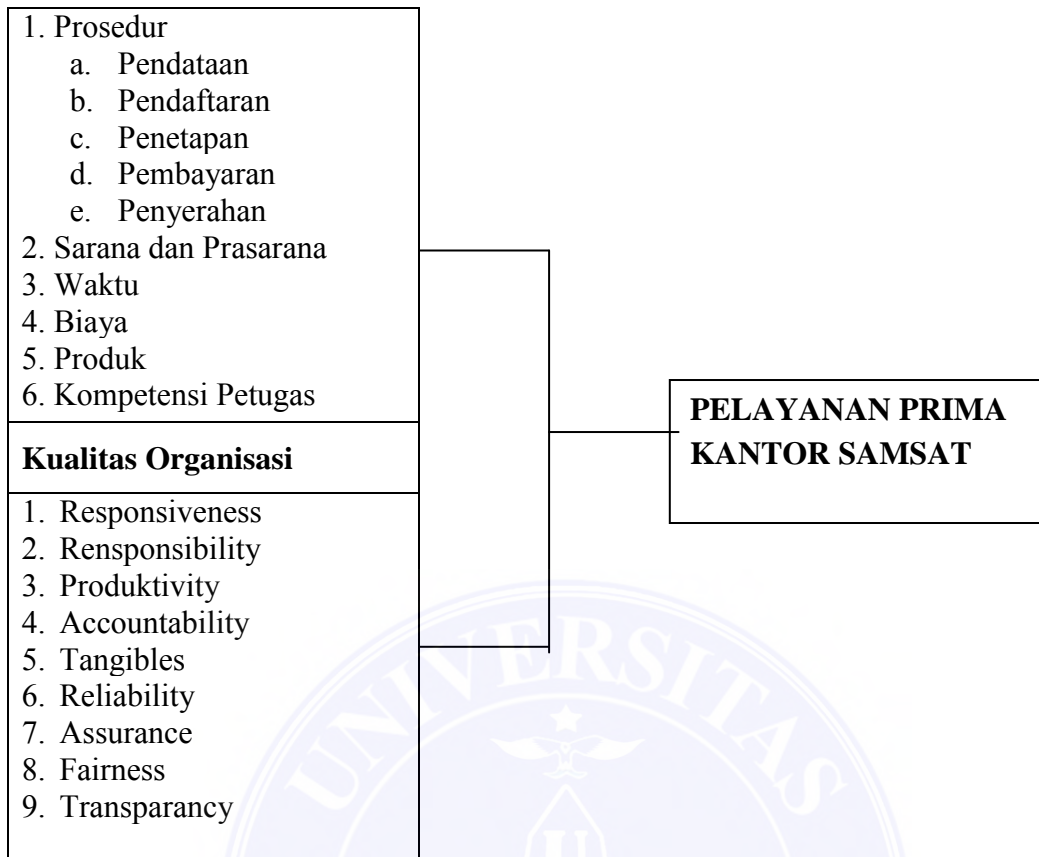 1. Prosedur
a. Pendataan
b. Pendaftaran
c. Penetapan
d. Pembayaran
e. Penyerahan
2. Sarana dan Prasarana
3. Waktu
4. Biaya
5. Produk
6. Kompetensi Petugas
Kualitas Organisasi
1. Responsiveness
2. Rensponsibility
3. Produktivity
4. Accountability
5. Tangibles
6. Reliability
7. Assurance
8. Fairness
9. Transparancy
PELAYANAN PRIMA
KANTOR SAMSAT
UNIVERSITAS